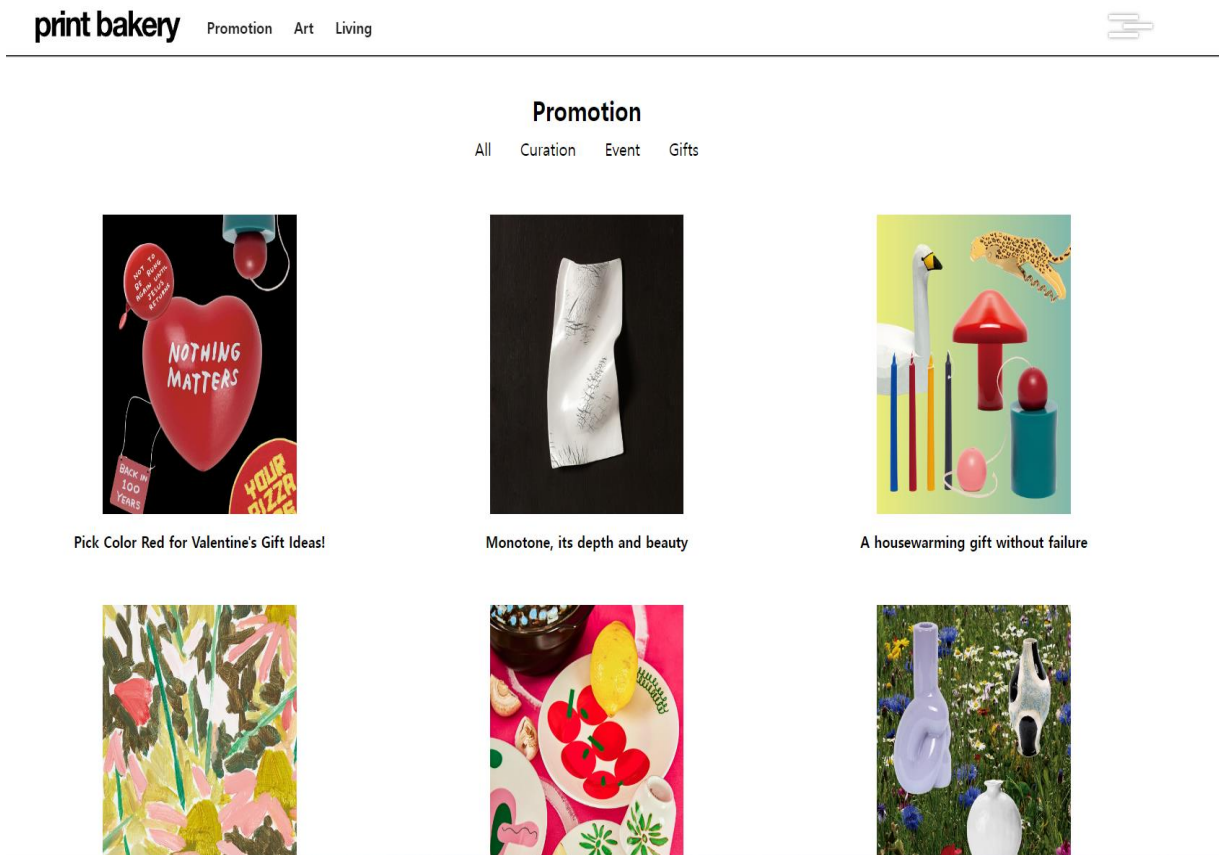 print bakery Promotion Art Living
Promotion
All Curation Event Gifts
NOT TO
BE BURG
AGAIN UNTIL
JESUS
RETURNS
NOTHING
MATTERS
BACK IN
100
YEARS
YOUR
PIZZA
Pick Color Red for Valentine's Gift Ideas!
Monotone, its depth and beauty
A housewarming gift without failure